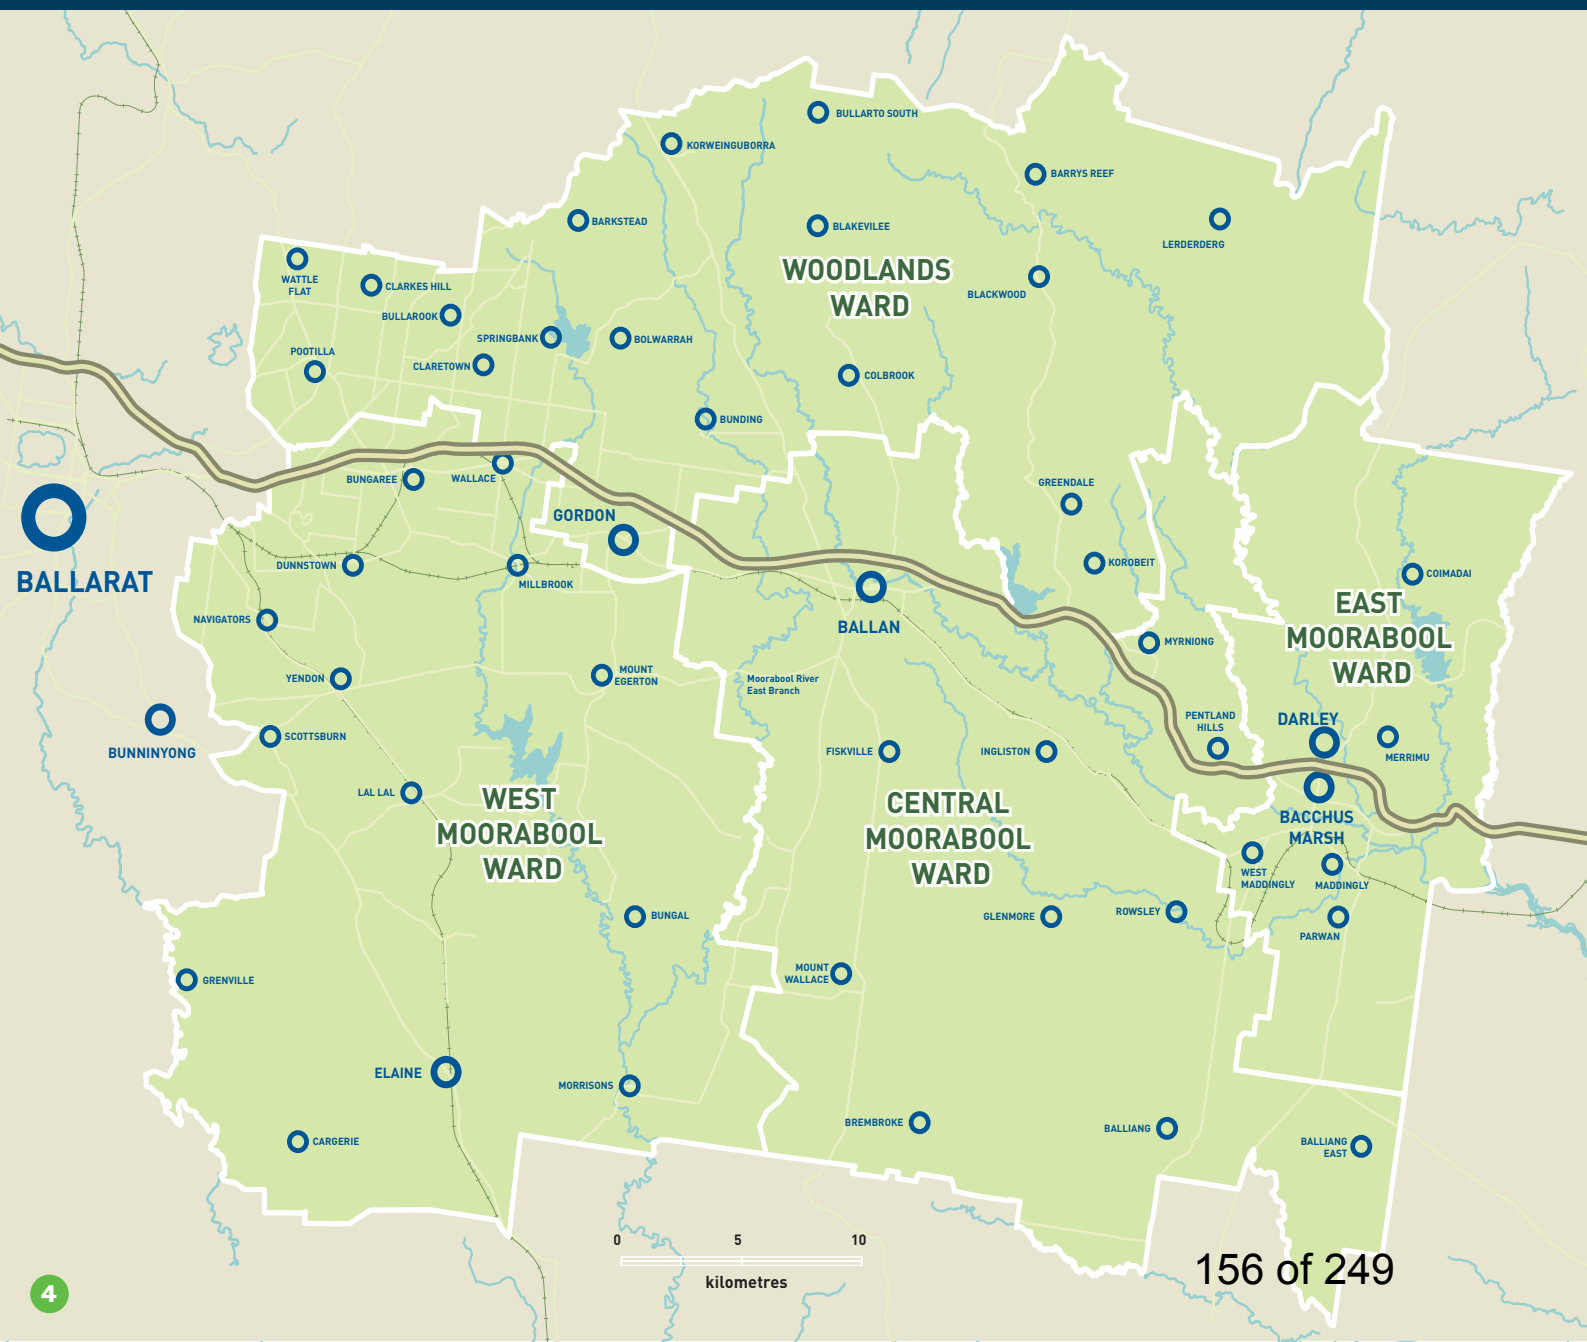 BULLARTO SOUTH
KORWEINGUBORRA
BARRYS REEF
BARKSTEAD
BLAKEVILEE
LERDERDERG
WATTLE
FLAT
CLARKES HILL
WOODLANDS
WARD
BLACKWOOD
BULLAROOK
SPRINGBANK
BOLWARRAH
POOTILLA
CLARETOWN
COLBROOK
BUNDING
BUNGAREE
WALLACE
GREENDALE
GORDON
BALLARAT
DUNNSTOWN
MILLBROOK
KOROBEIT
COIMADAI
NAVIGATORS
BALLAN
EAST
MOORABOOL
WARD
MYRNIONG
YENDON
MOUNT
EGERTON
Moorabool River
East Branch
BUNNINYONG
SCOTTSBURN
FISKVILLE
INGLISTON
PENTLAND
HILLS
DARLEY
MERRIMU
LAL LAL
WEST
MOORABOOL
WARD
CENTRAL
MOORABOOL
WARD
BACCHUS
MARSH
WEST
MADDINGLY
MADDINGLY
BUNGAL
GLENMORE
ROWSLEY
PARWAN
GRENVILLE
MOUNT
WALLACE
ELAINE
MORRISONS
CARGERIE
BREMBROKE
BALLIANG
BALLIANG
EAST
0 5 10
kilometres
156 of 249
4